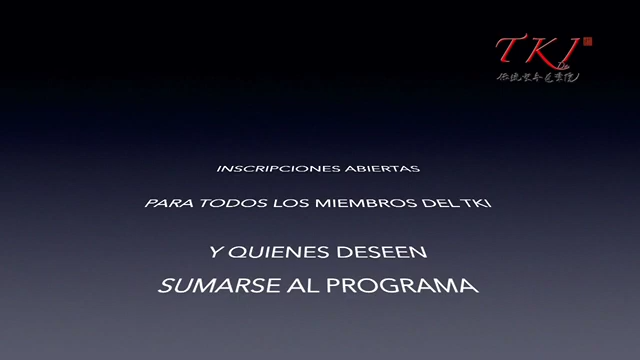 TKI
INSCRIPCIONES ABIERTAS
PARA TODOS LOS MIEMBROS DEL TKI
Y QUIENES DESEEN
SUMARSE AL PROGRAMA